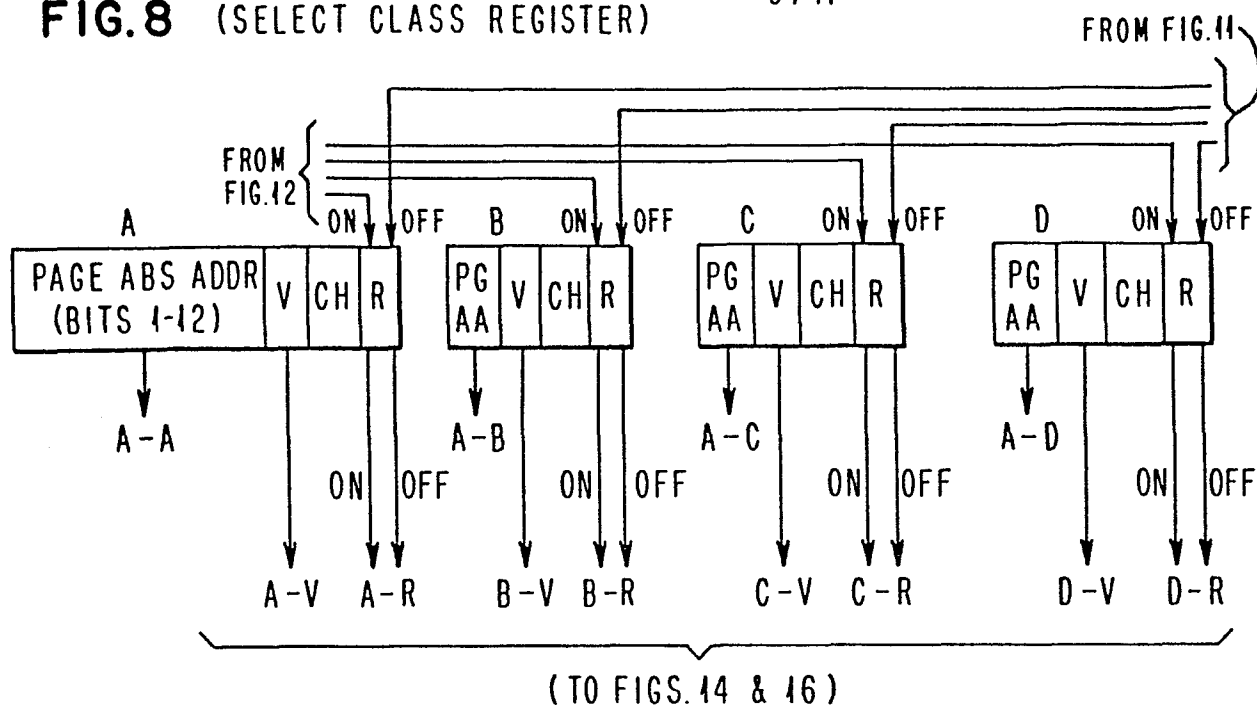 FIG. 8 (SELECT CLASS REGISTER)
FROM FIG. 11
FROM
FIG. 12
A ON OFF B ON OFF C ON OFF D ON OFF
PAGE ABS ADDR
(BITS 1-12)
V CH R
PG
AA
V CH R
PG
AA
V CH R
PG
AA
V CH R
A-A A-B A-C A-D
ON OFF ON OFF ON OFF ON OFF
A-V A-R B-V B-R C-V C-R D-V D-R
(TO FIGS. 14 & 16)